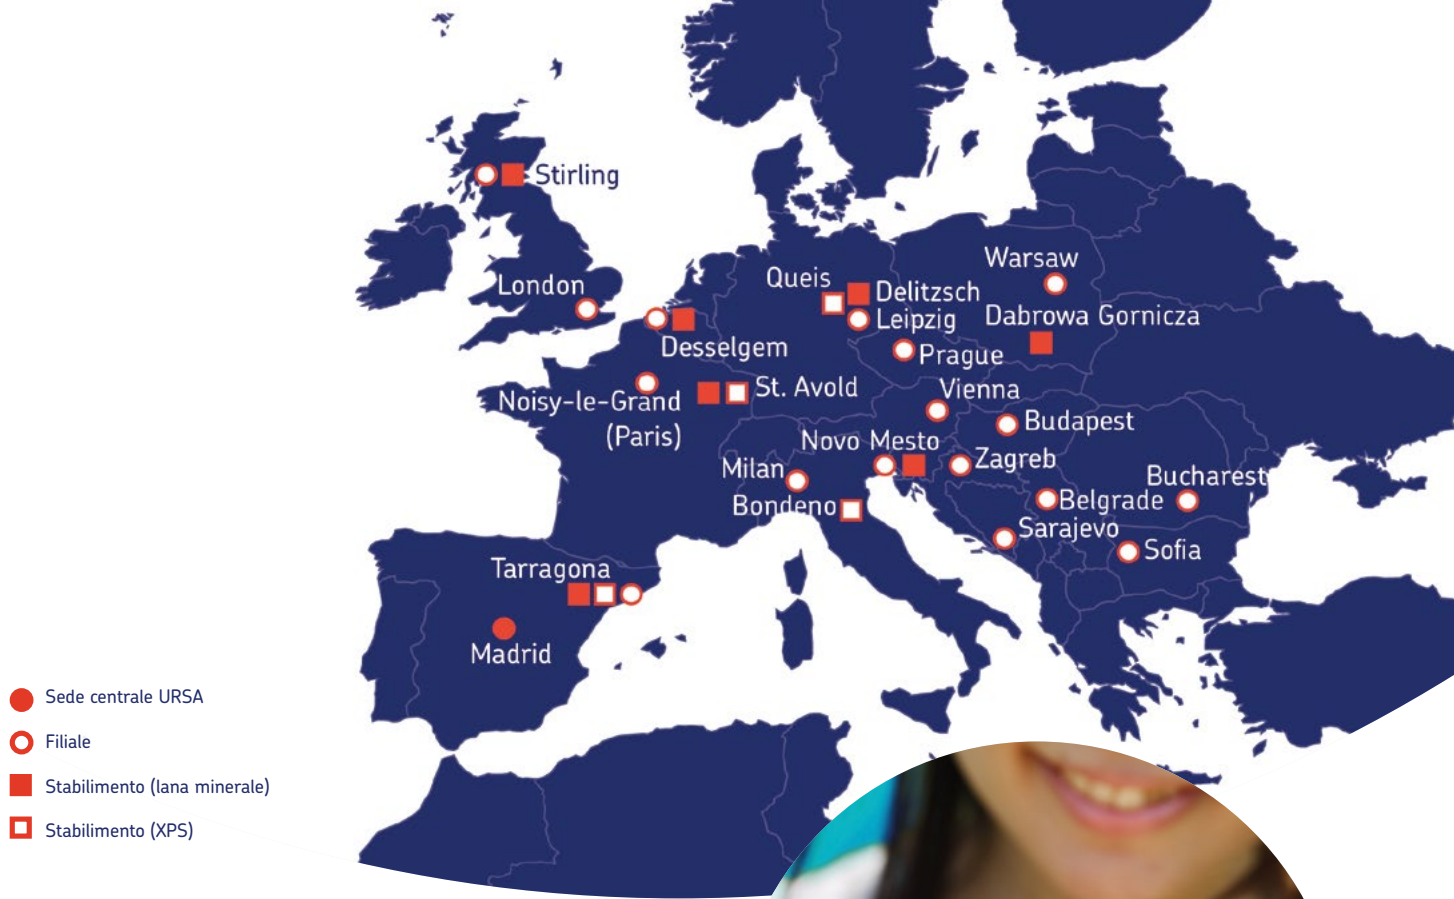 Stirling
London
Warsaw
Queis
Delitzsch
Leipzig
Dabrowa Gornicza
Desselgem
Prague
Noisy-le-Grand
(Paris)
St. Avold
Vienna
Budapest
Novo Mesto
Zagreb
Milan
Bucharest
Bondeno
Belgrade
Sarajevo
Sofia
Tarragona
Madrid
Sede centrale URSA
Filiale
Stabilimento (lana minerale)
Stabilimento (XPS)